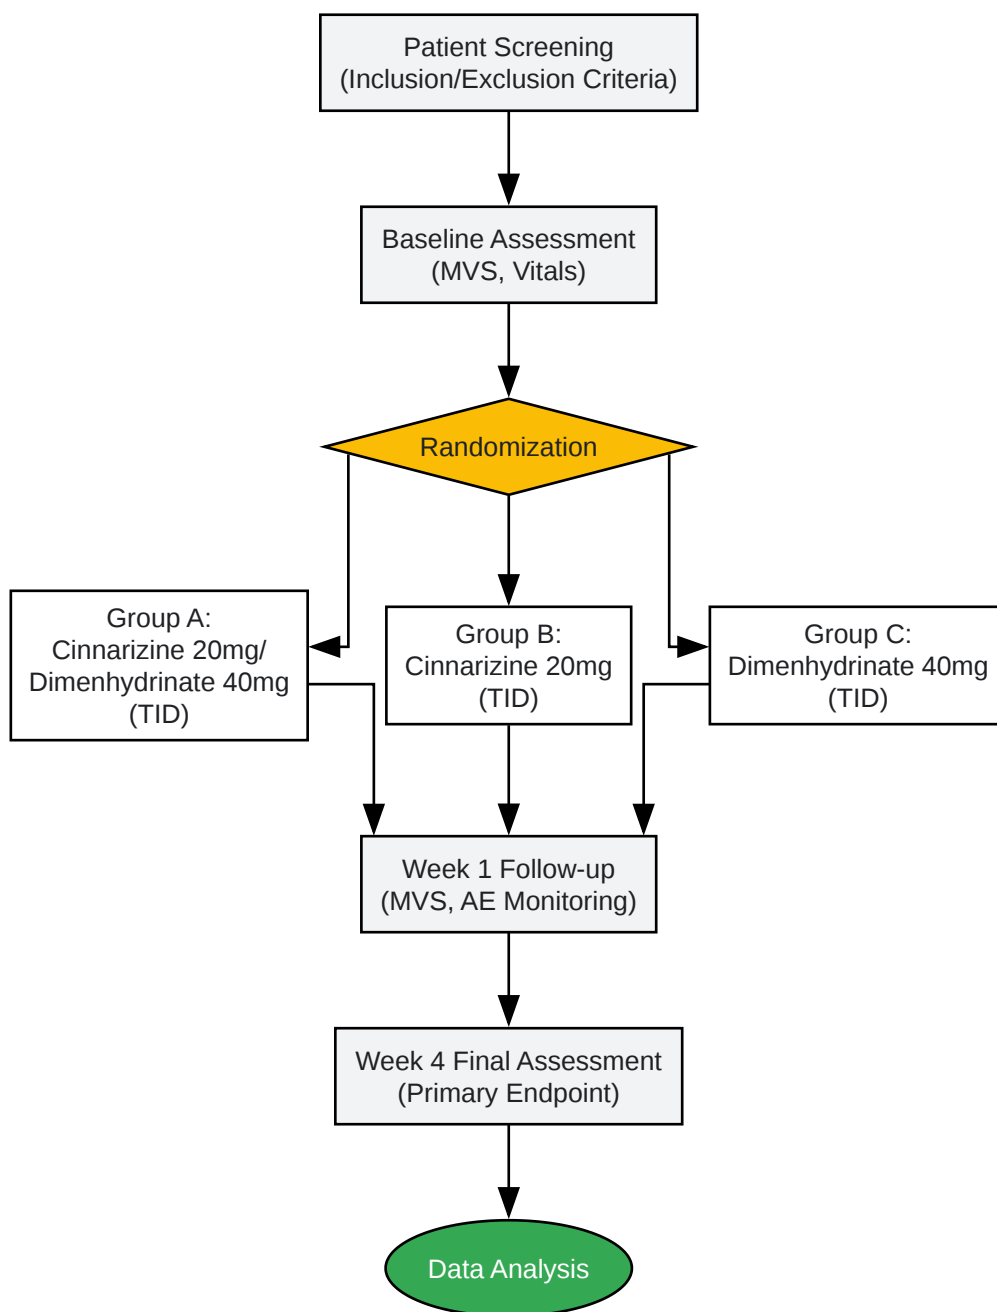 Patient Screening
(Inclusion/Exclusion Criteria)
Baseline Assessment
(MVS, Vitals)
Randomization
Group A:
Cinnarizine 20mg/
Dimenhydrinate 40mg
(TID)
Group B:
Cinnarizine 20mg
(TID)
Group C:
Dimenhydrinate 40mg
(TID)
Week 1 Follow-up
(MVS, AE Monitoring)
Week 4 Final Assessment
(Primary Endpoint)
Data Analysis